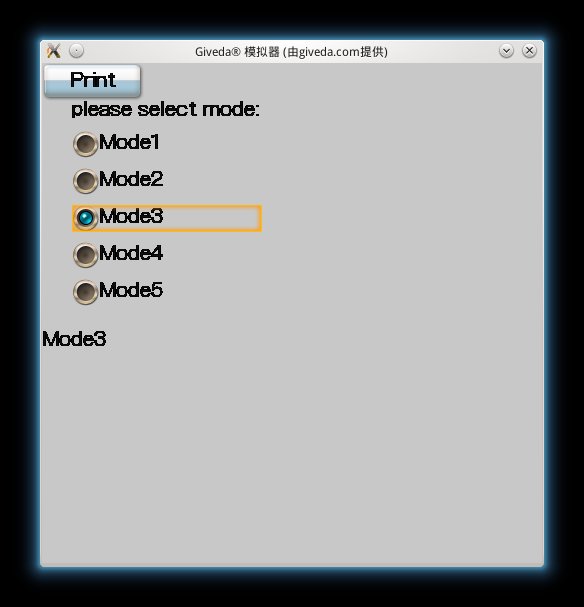 Giveda® 模拟器 (由giveda.com提供)
Print
please select mode:
Mode1
Mode2
Mode3
Mode4
Mode5
Mode3